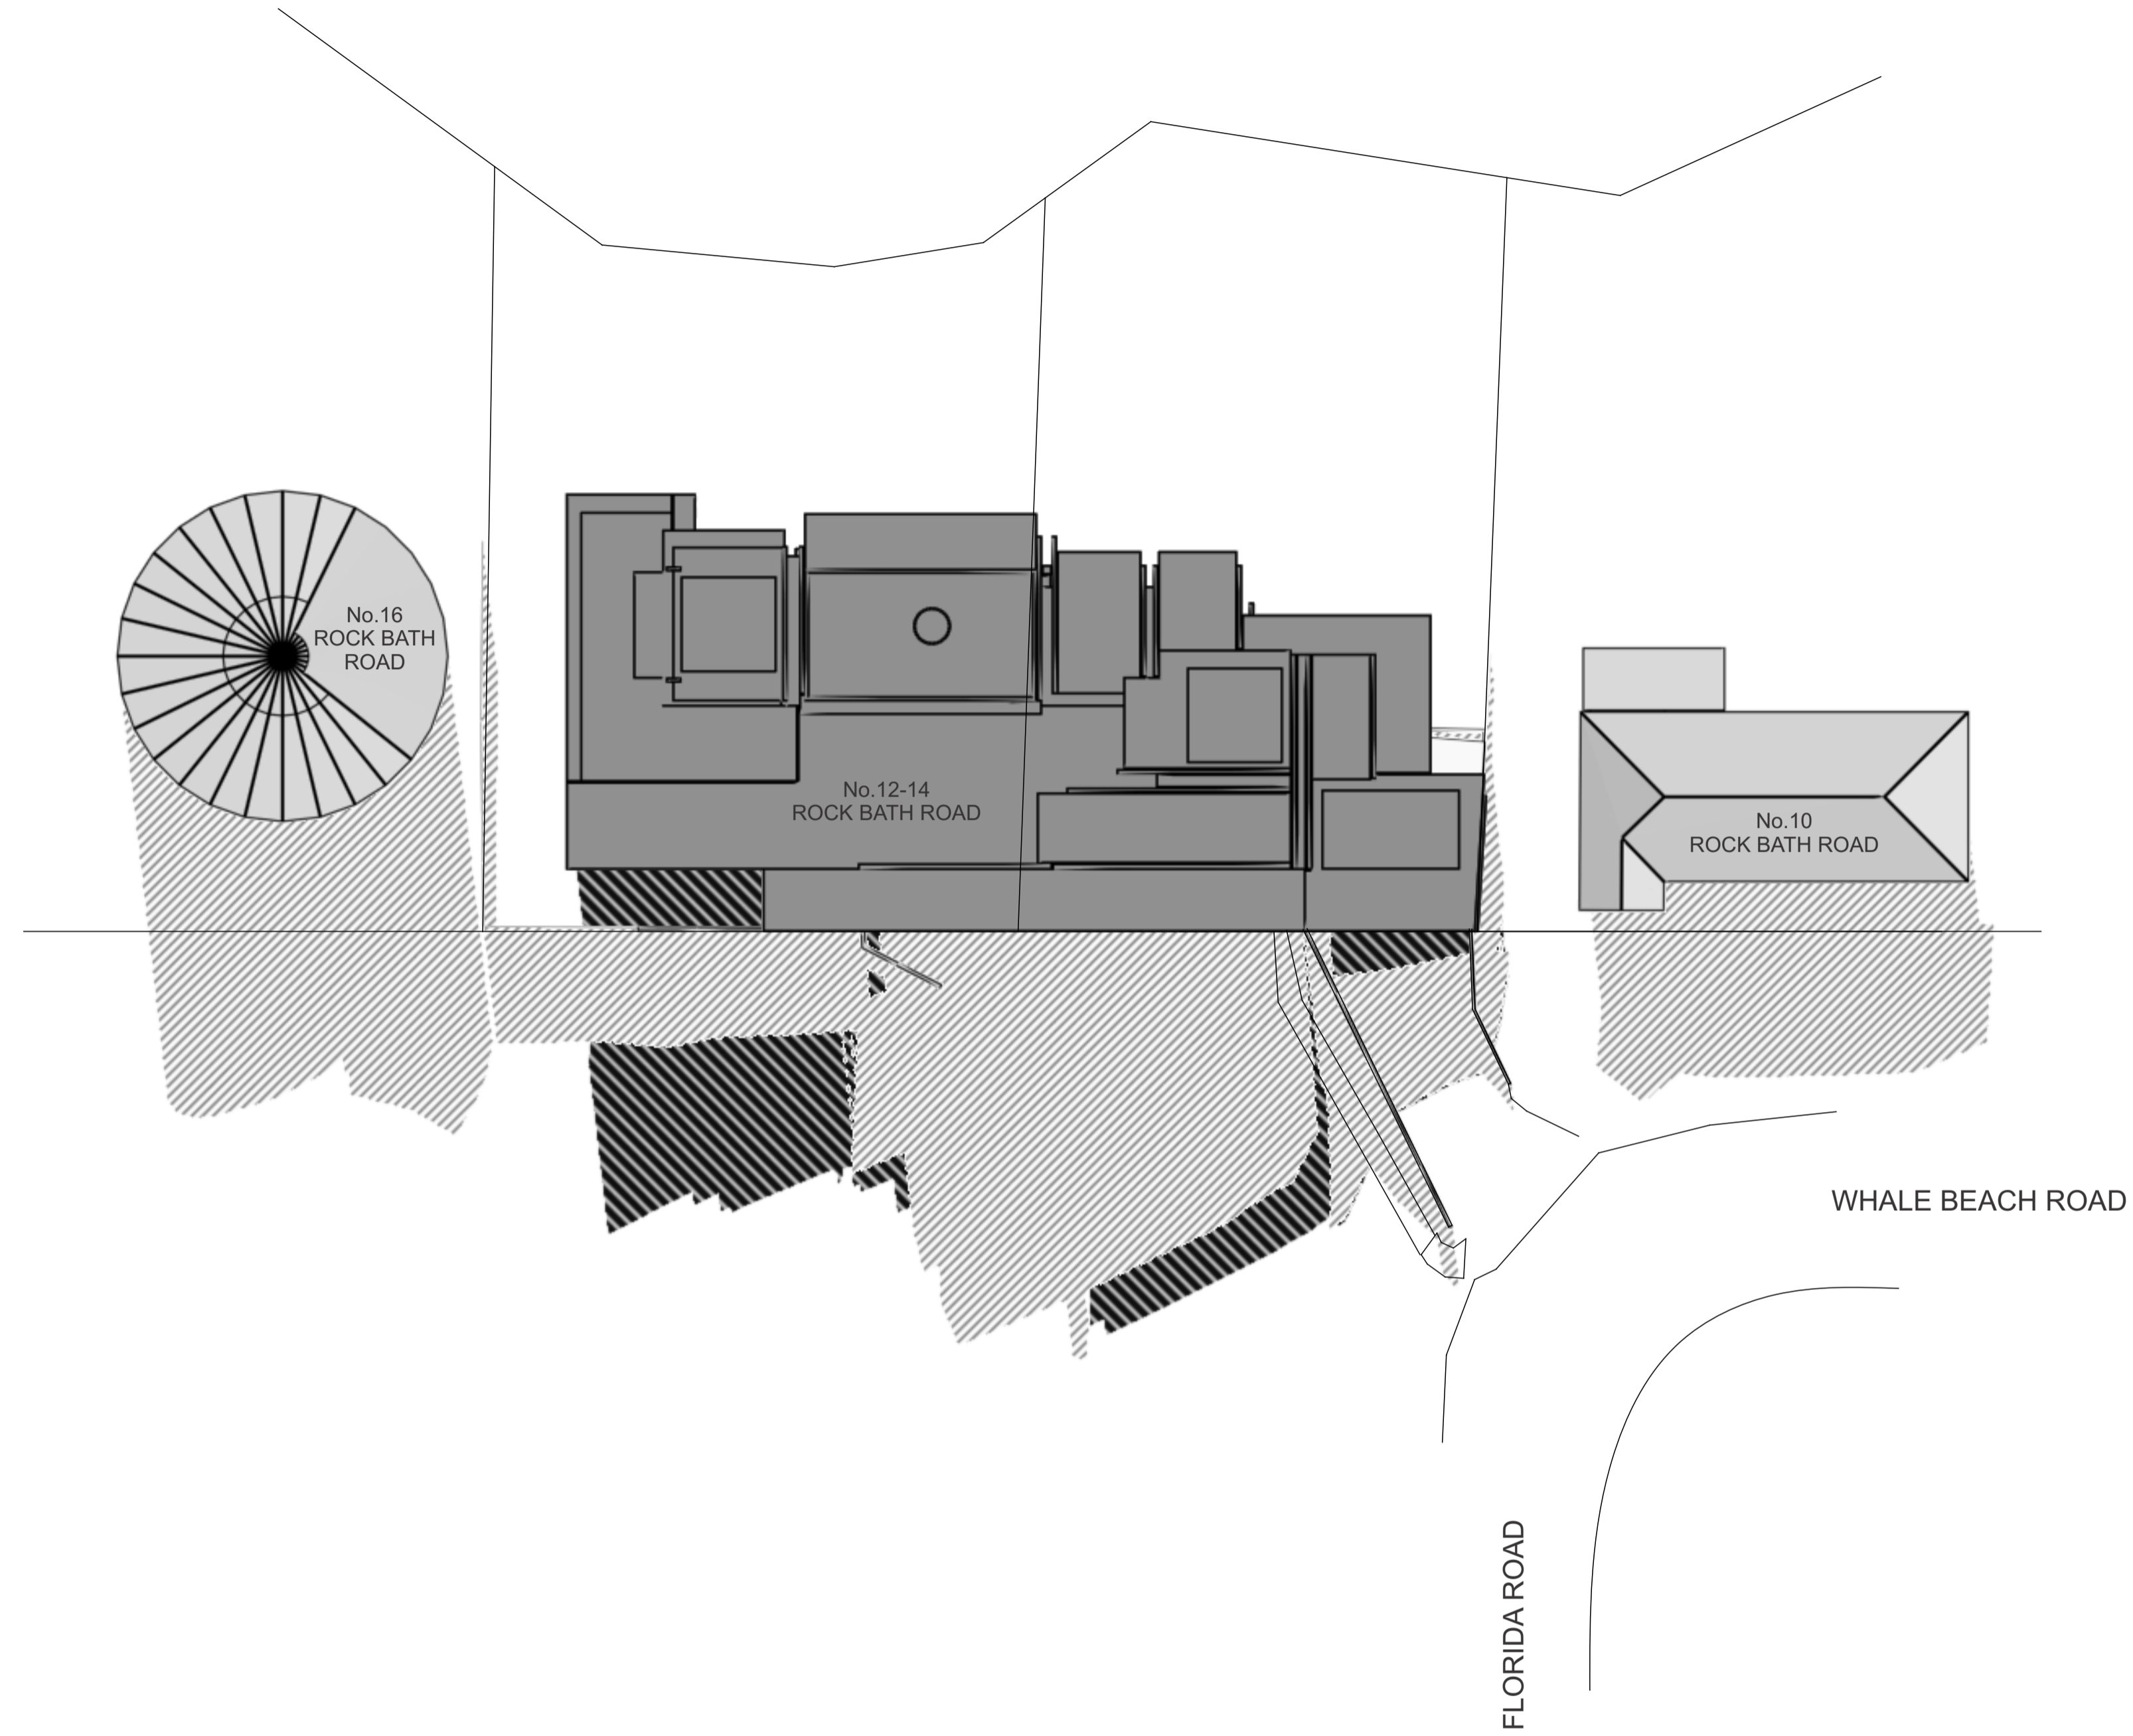 No.16
ROCK BATH
ROAD
No.12-14
ROCK BATH ROAD
No.10
ROCK BATH ROAD
WHALE BEACH ROAD
FLORIDA ROAD